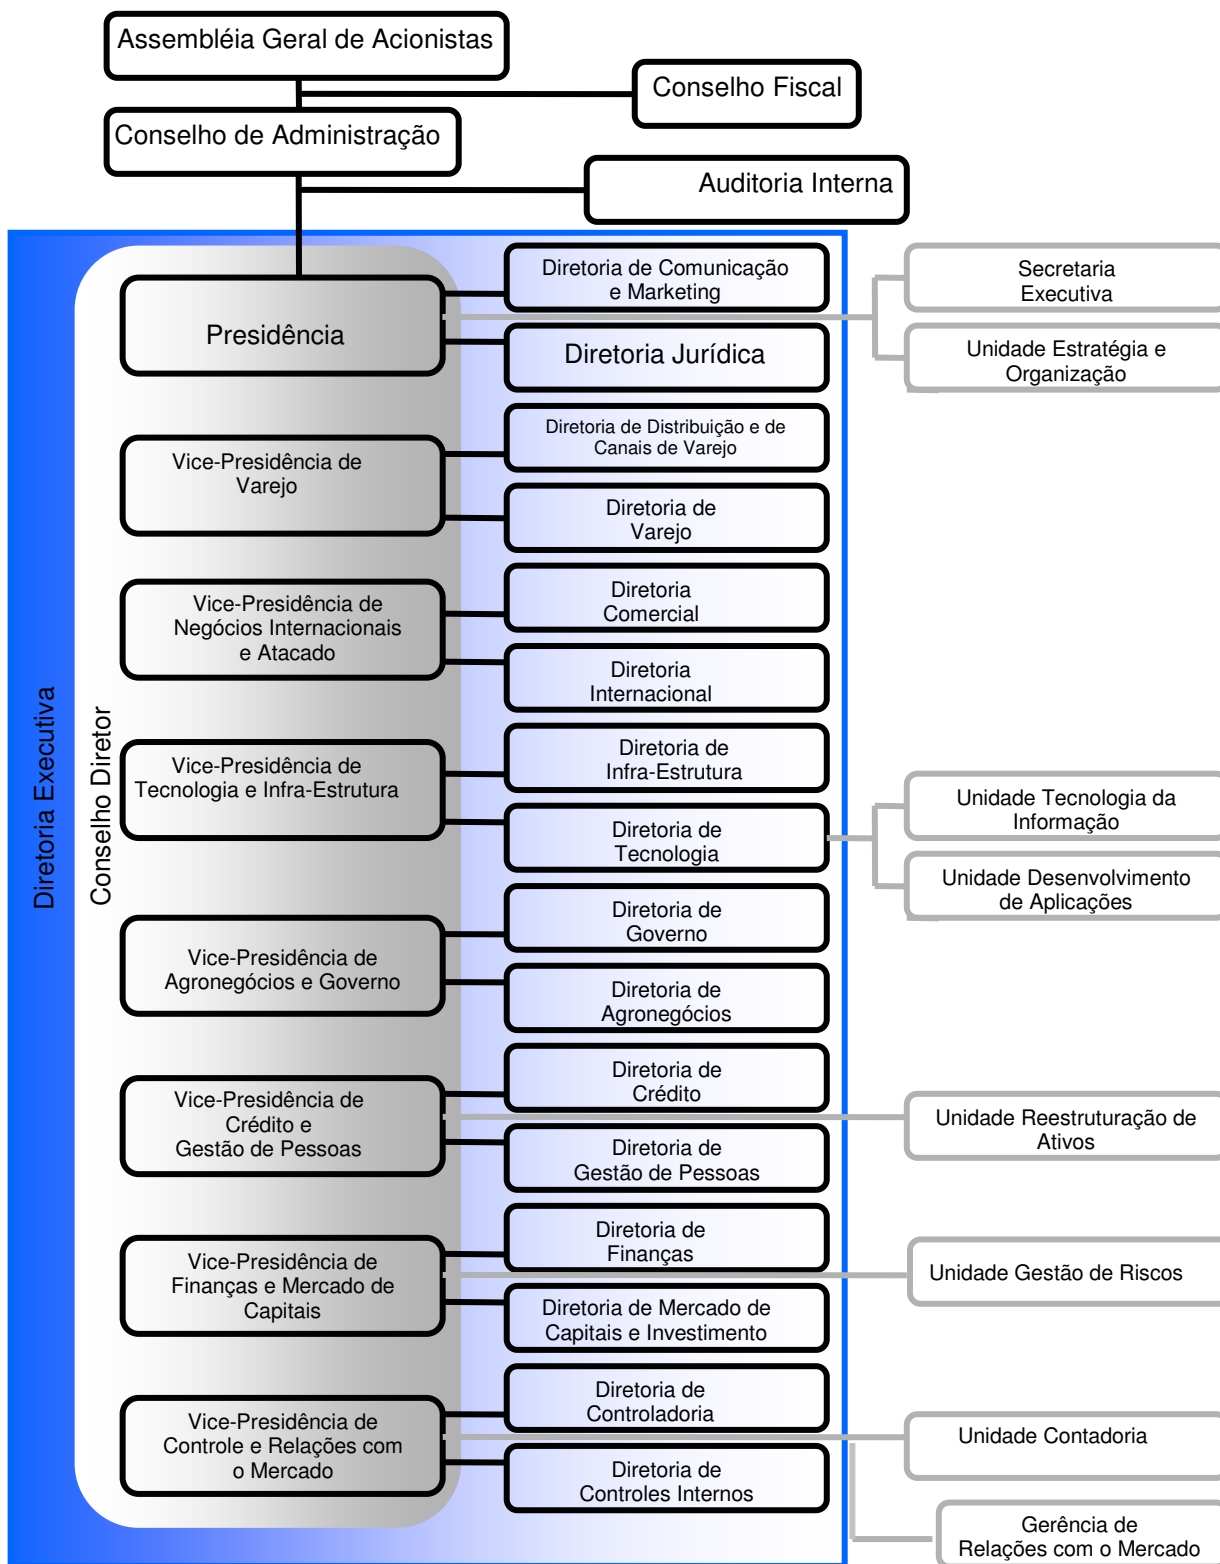 Assembléia Geral de Acionistas
Conselho Fiscal
Conselho de Administração
Auditoria Interna
Diretoria Executiva
Conselho Diretor
Presidência
Diretoria de Comunicação
e Marketing
Diretoria Jurídica
Secretaria
Executiva
Unidade Estratégia e
Organização
Vice-Presidência de
Varejo
Diretoria de Distribuição e de
Canais de Varejo
Diretoria de
Varejo
Vice-Presidência de
Negócios Internacionais
e Atacado
Diretoria
Comercial
Diretoria
Internacional
Vice-Presidência de
Tecnologia e Infra-Estrutura
Diretoria de
Infra-Estrutura
Diretoria de
Tecnologia
Unidade Tecnologia da
Informação
Unidade Desenvolvimento
de Aplicações
Vice-Presidência de
Agronegócios e Governo
Diretoria de
Governo
Diretoria de
Agronegócios
Vice-Presidência de
Crédito e
Gestão de Pessoas
Diretoria de
Crédito
Diretoria de
Gestão de Pessoas
Unidade Reestruturação de
Ativos
Vice-Presidência de
Finanças e Mercado de
Capitais
Diretoria de
Finanças
Diretoria de Mercado de
Capitais e Investimento
Unidade Gestão de Riscos
Vice-Presidência de
Controle e Relações com
o Mercado
Diretoria de
Controladoria
Diretoria de
Controles Internos
Unidade Contadoria
Gerência de
Relações com o Mercado